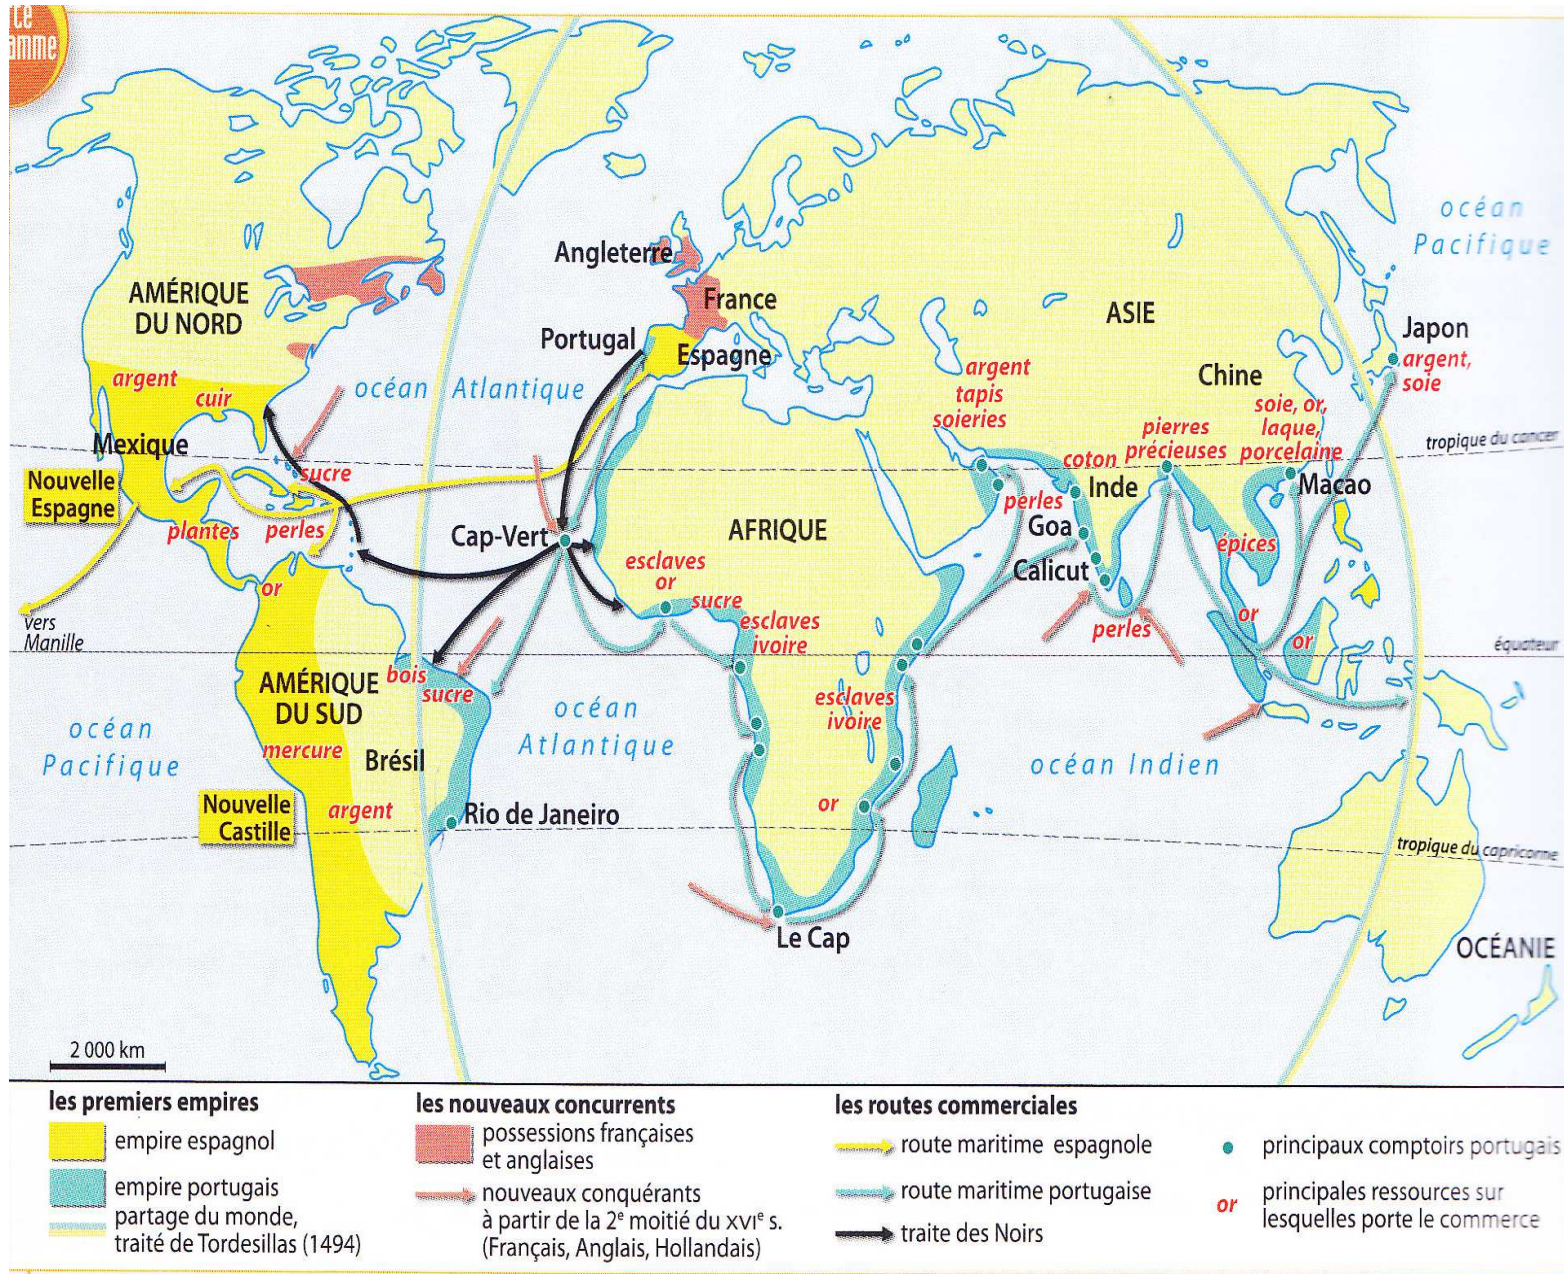 océan
Pacifique
Angleterre
France
AMÉRIQUE
DU NORD
ASIE
Portugal
Espagne
Japon
argent,
soie
océan Atlantique
argent
cuir
argent
tapis
soieries
Chine
soie, or,
laque,
porcelaine
pierres
précieuses
tropique du cancer
Mexique
sucre
coton
Nouvelle
Espagne
perles
Inde
Macao
plantes
perles
Cap-Vert
AFRIQUE
Goa
épices
esclaves
or
sucre
Calicut
or
vers
Manille
esclaves
ivoire
perles
or
or
équateur
AMÉRIQUE
DU SUD
bois
sucre
océan
Pacifique
océan
Atlantique
esclaves
ivoire
mercure
Brésil
océan Indien
Nouvelle
Castille
argent
Rio de Janeiro
or
tropique du capricorne
Le Cap
OCÉANIE
2 000 km
les premiers empires
empire espagnol
empire portugais
partage du monde,
traité de Tordesillas (1494)
les nouveaux concurrents
possessions françaises
et anglaises
nouveaux conquérants
à partir de la 2e moitié du XVIe s.
(Français, Anglais, Hollandais)
les routes commerciales
route maritime espagnole
route maritime portugaise
traite des Noirs
principaux comptoirs portugais
or
principales ressources sur
lesquelles porte le commerce